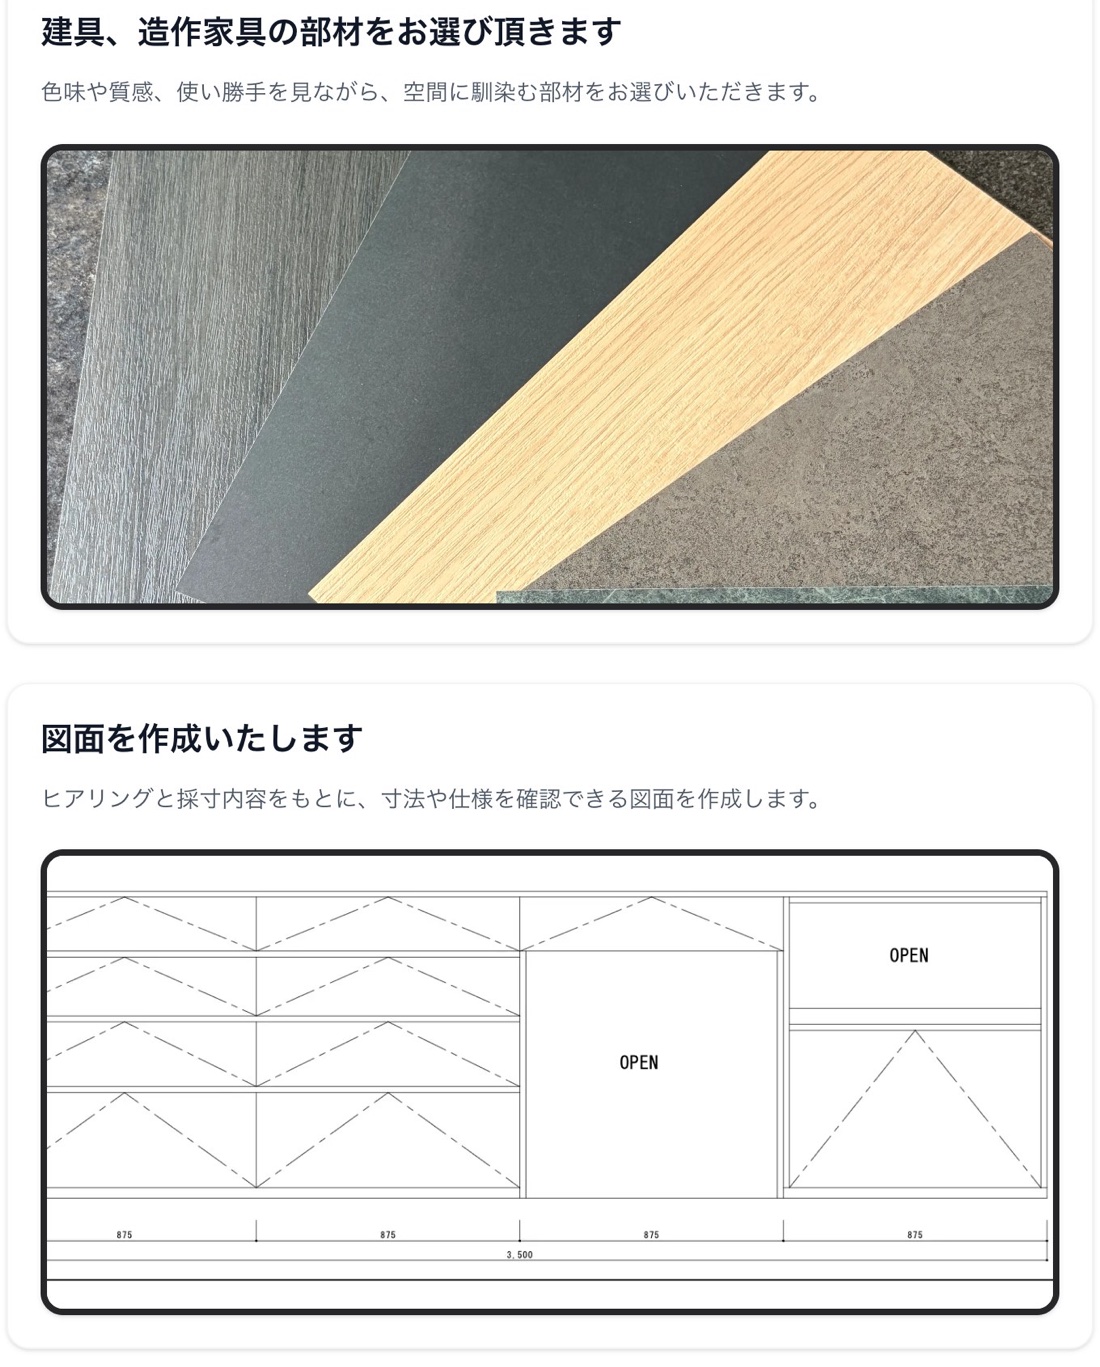 建具、造作家具の部材をお選び頂きます
色味や質感、使い勝手を見ながら、空間に馴染む部材をお選びいただきます。
図面を作成いたします
ヒアリングと採寸内容をもとに、寸法や仕様を確認できる図面を作成します。
OPEN
OPEN
875 875 875 875
3,500